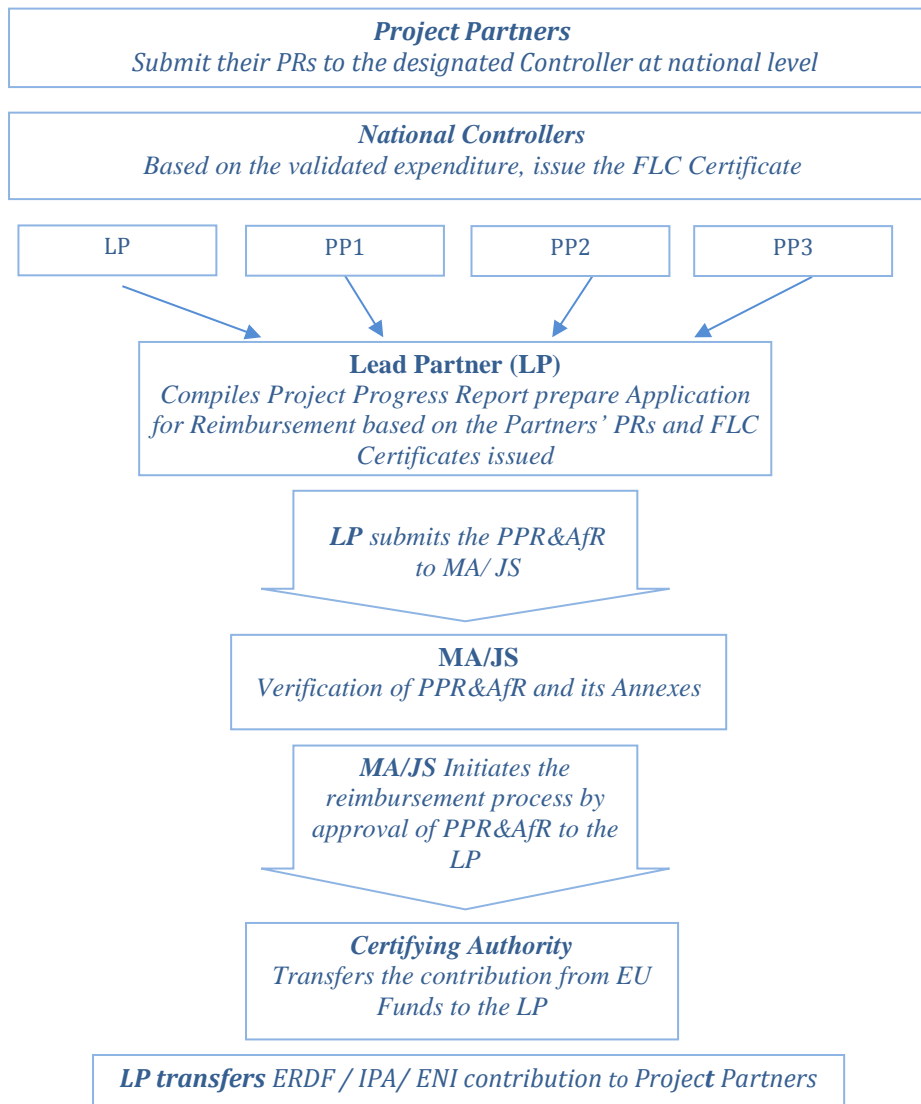 Project Partners
Submit their PRs to the designated Controller at national level
National Controllers
Based on the validated expenditure, issue the FLC Certificate
LP
PP1
PP2
PP3
Lead Partner (LP)
Compiles Project Progress Report prepare Application
for Reimbursement based on the Partners’ PRs and FLC
Certificates issued
LP submits the PPR&AfR
to MA/ JS
MA/JS
Verification of PPR&AfR and its Annexes
MA/JS Initiates the
reimbursement process by
approval of PPR&AfR to the
LP
Certifying Authority
Transfers the contribution from EU
Funds to the LP
LP transfers ERDF / IPA/ ENI contribution to Project Partners